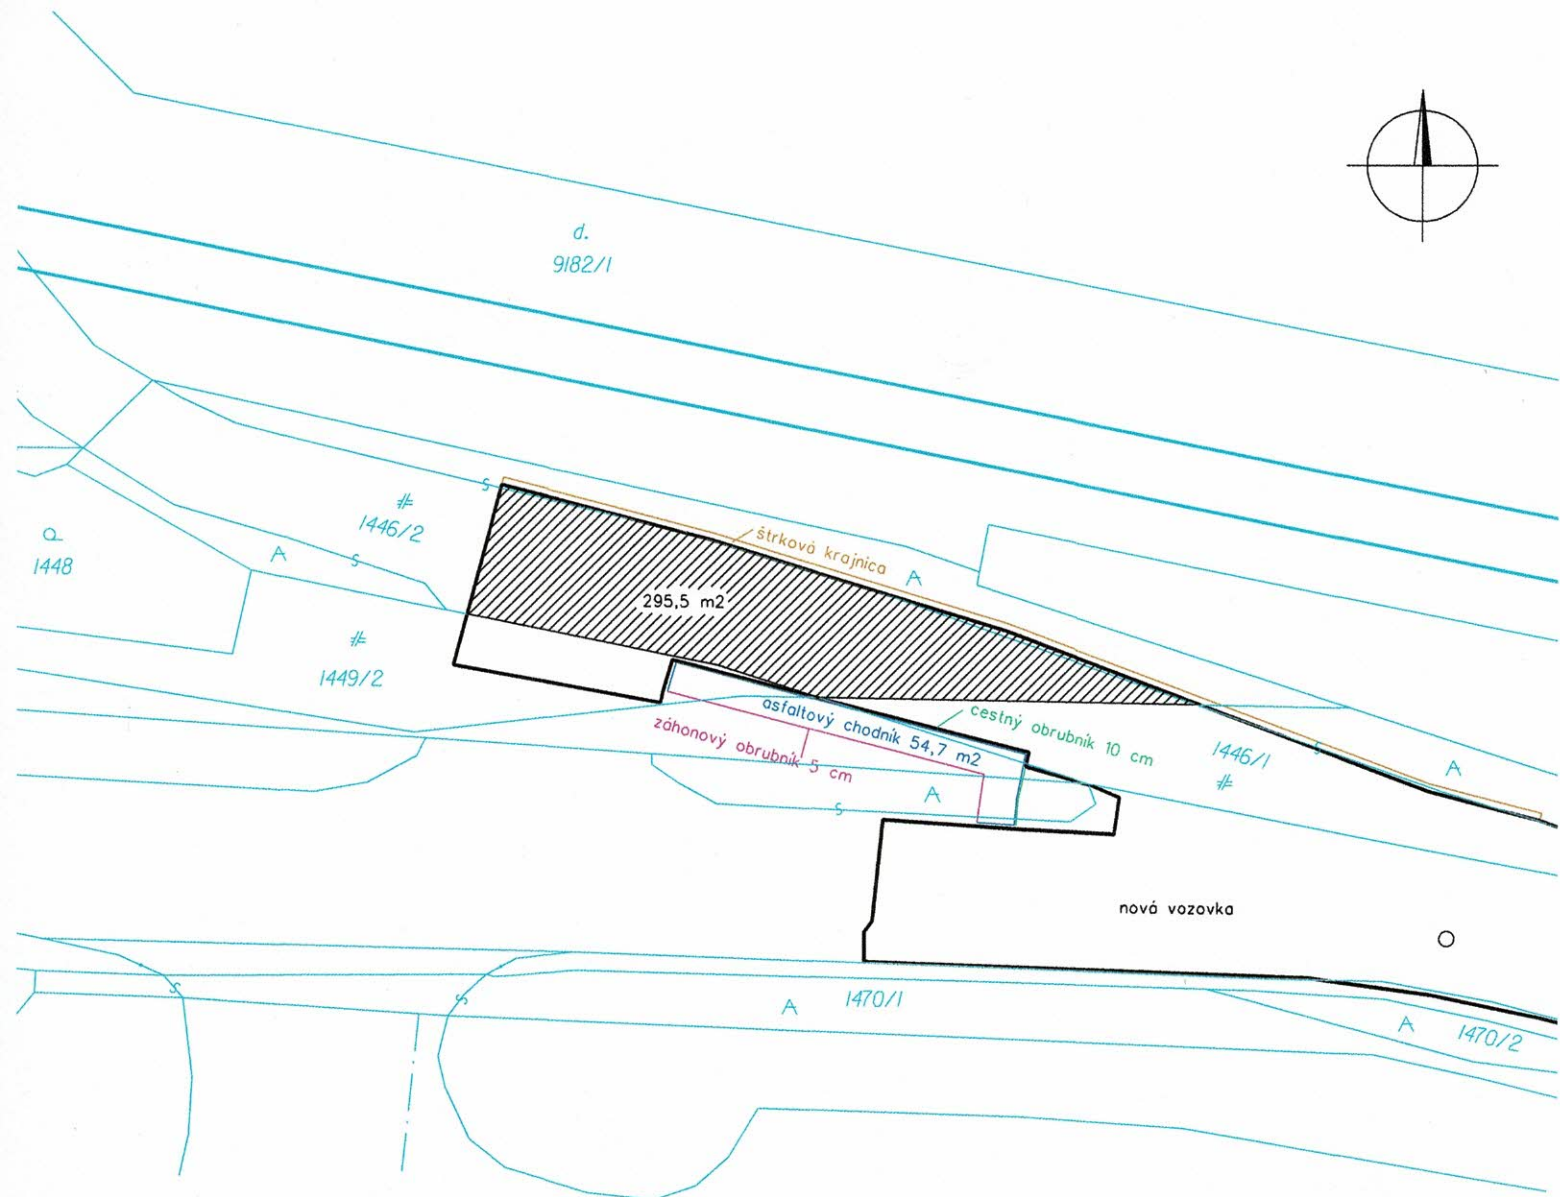 d.
9182/1
1446/2
štrková krajnica
A
1448
A
295,5 m2
1449/2
asfaltový chodník 54,7 m2
cestný obrubník 10 cm
záhonový obrubník 5 cm
1446/1
A
A
nová vozovka
1470/1
A
A
1470/2